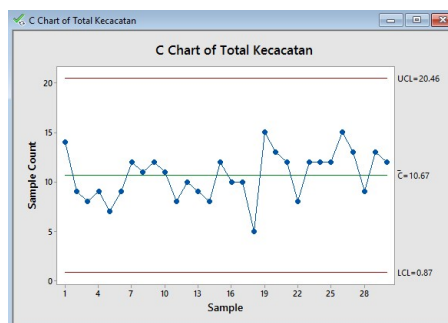 C Chart of Total Kecacatan
C Chart of Total Kecacatan
20
15
10
5
0
Sample Count
UCL=20.46
C̄=10.67
LCL=0.87
1 4 7 10 13 16 19 22 25 28
Sample